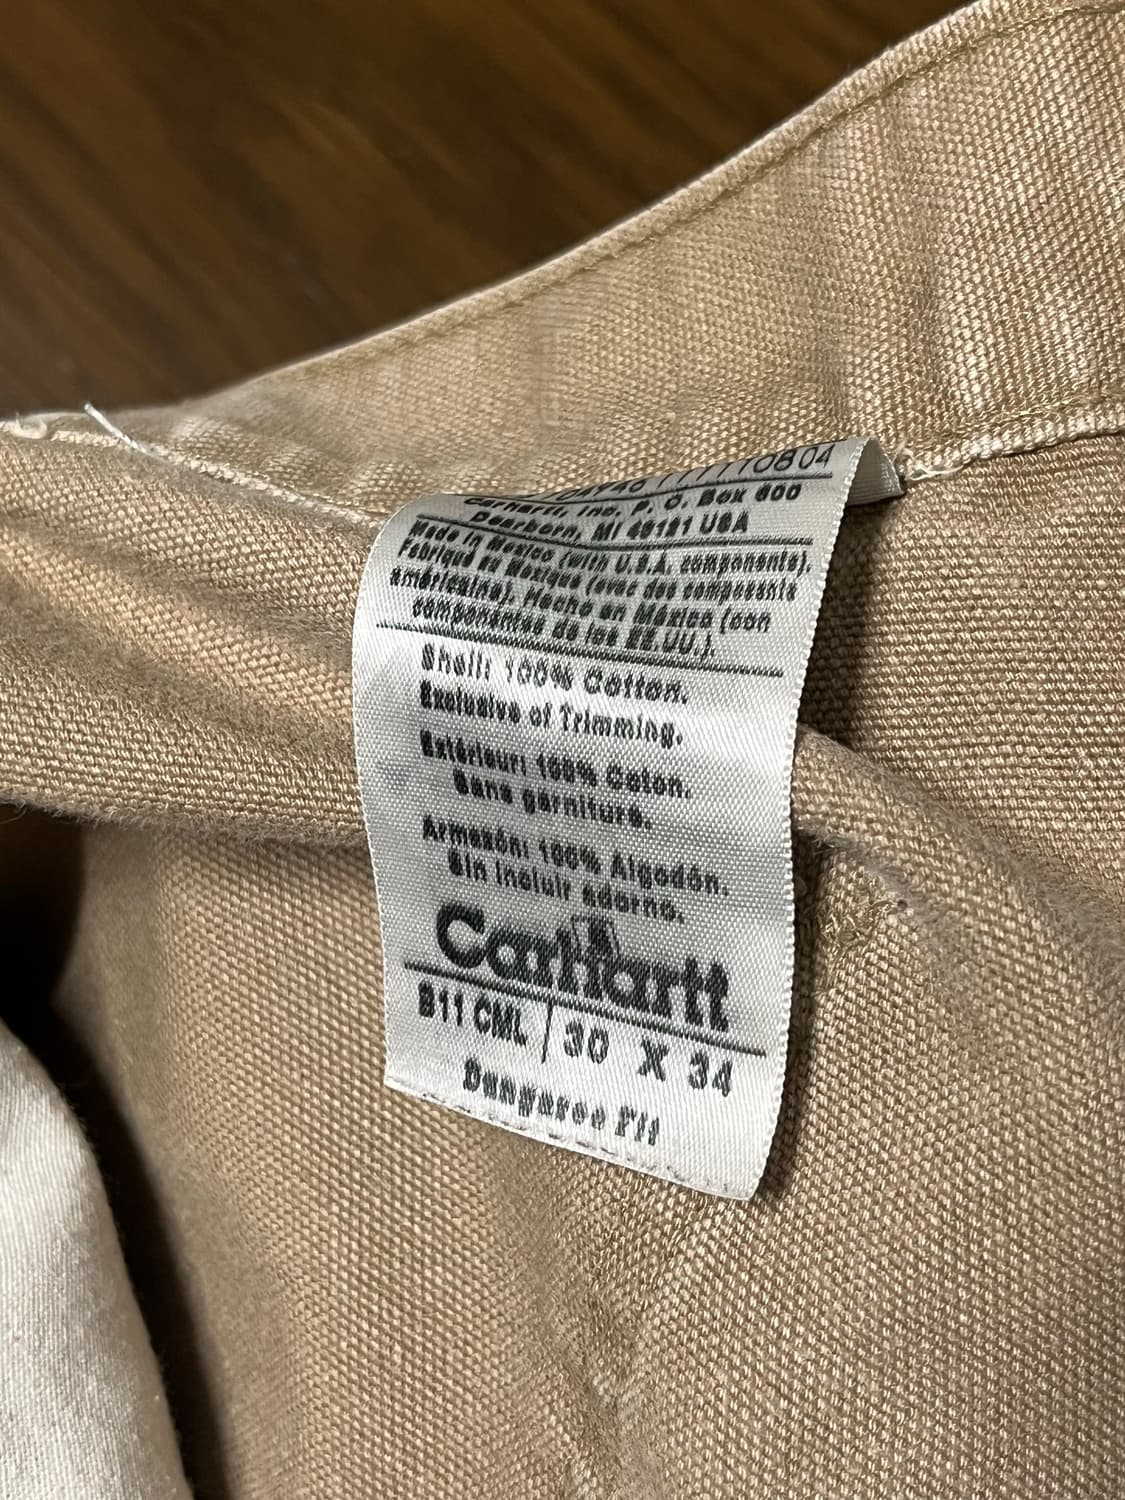 Carhartt, Inc. P. O. Box 600
Dearborn, MI 48121 USA
Made in Mexico (with U.S.A. components).
Fabriqué au Mexique (avec des composants
américains). Hecho en México (con
componentes de los EE.UU.).
Shell: 100% Cotton.
Exclusive of Trimming.
Extérieur: 100% Coton.
Sans garniture.
Armazón: 100% Algodón.
Sin incluir adorno.
Carhartt
B11 CML | 30 X 34
Dungaree Fit